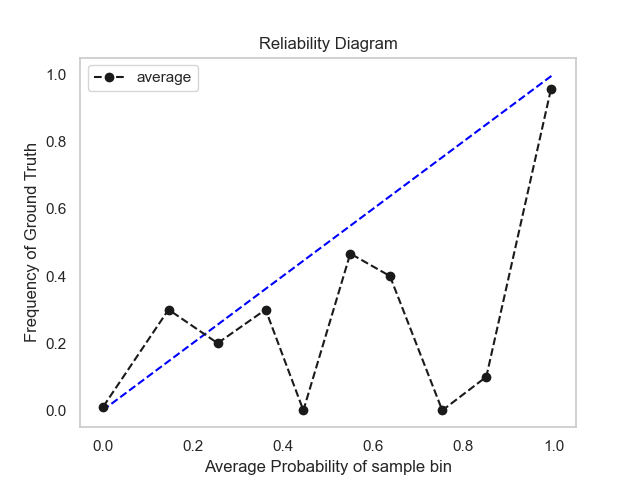 Reliability Diagram
average
1.0
0.8
0.6
0.4
0.2
0.0
Frequency of Ground Truth
0.0 0.2 0.4 0.6 0.8 1.0
Average Probability of sample bin